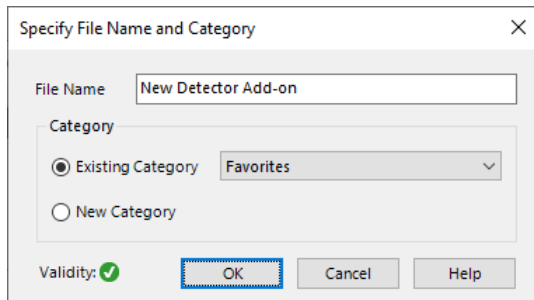 Specify File Name and Category
File Name New Detector Add-on
Category
Existing Category Favorites
New Category
Validity: OK Cancel Help